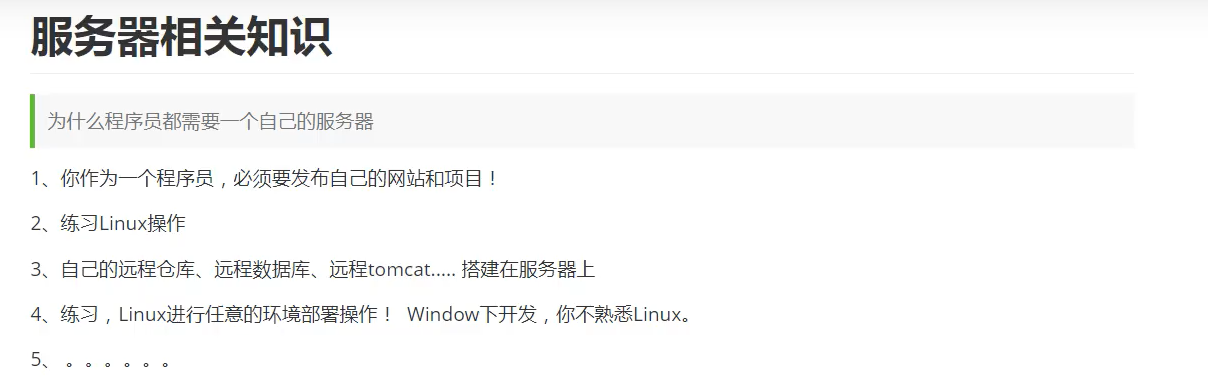 服务器相关知识
为什么程序员都需要一个自己的服务器
1、你作为一个程序员，必须要发布自己的网站和项目！
2、练习Linux操作
3、自己的远程仓库、远程数据库、远程tomcat..... 搭建在服务器上
4、练习，Linux进行任意的环境部署操作！ Window下开发，你不熟悉Linux。
5、 。。。。。。